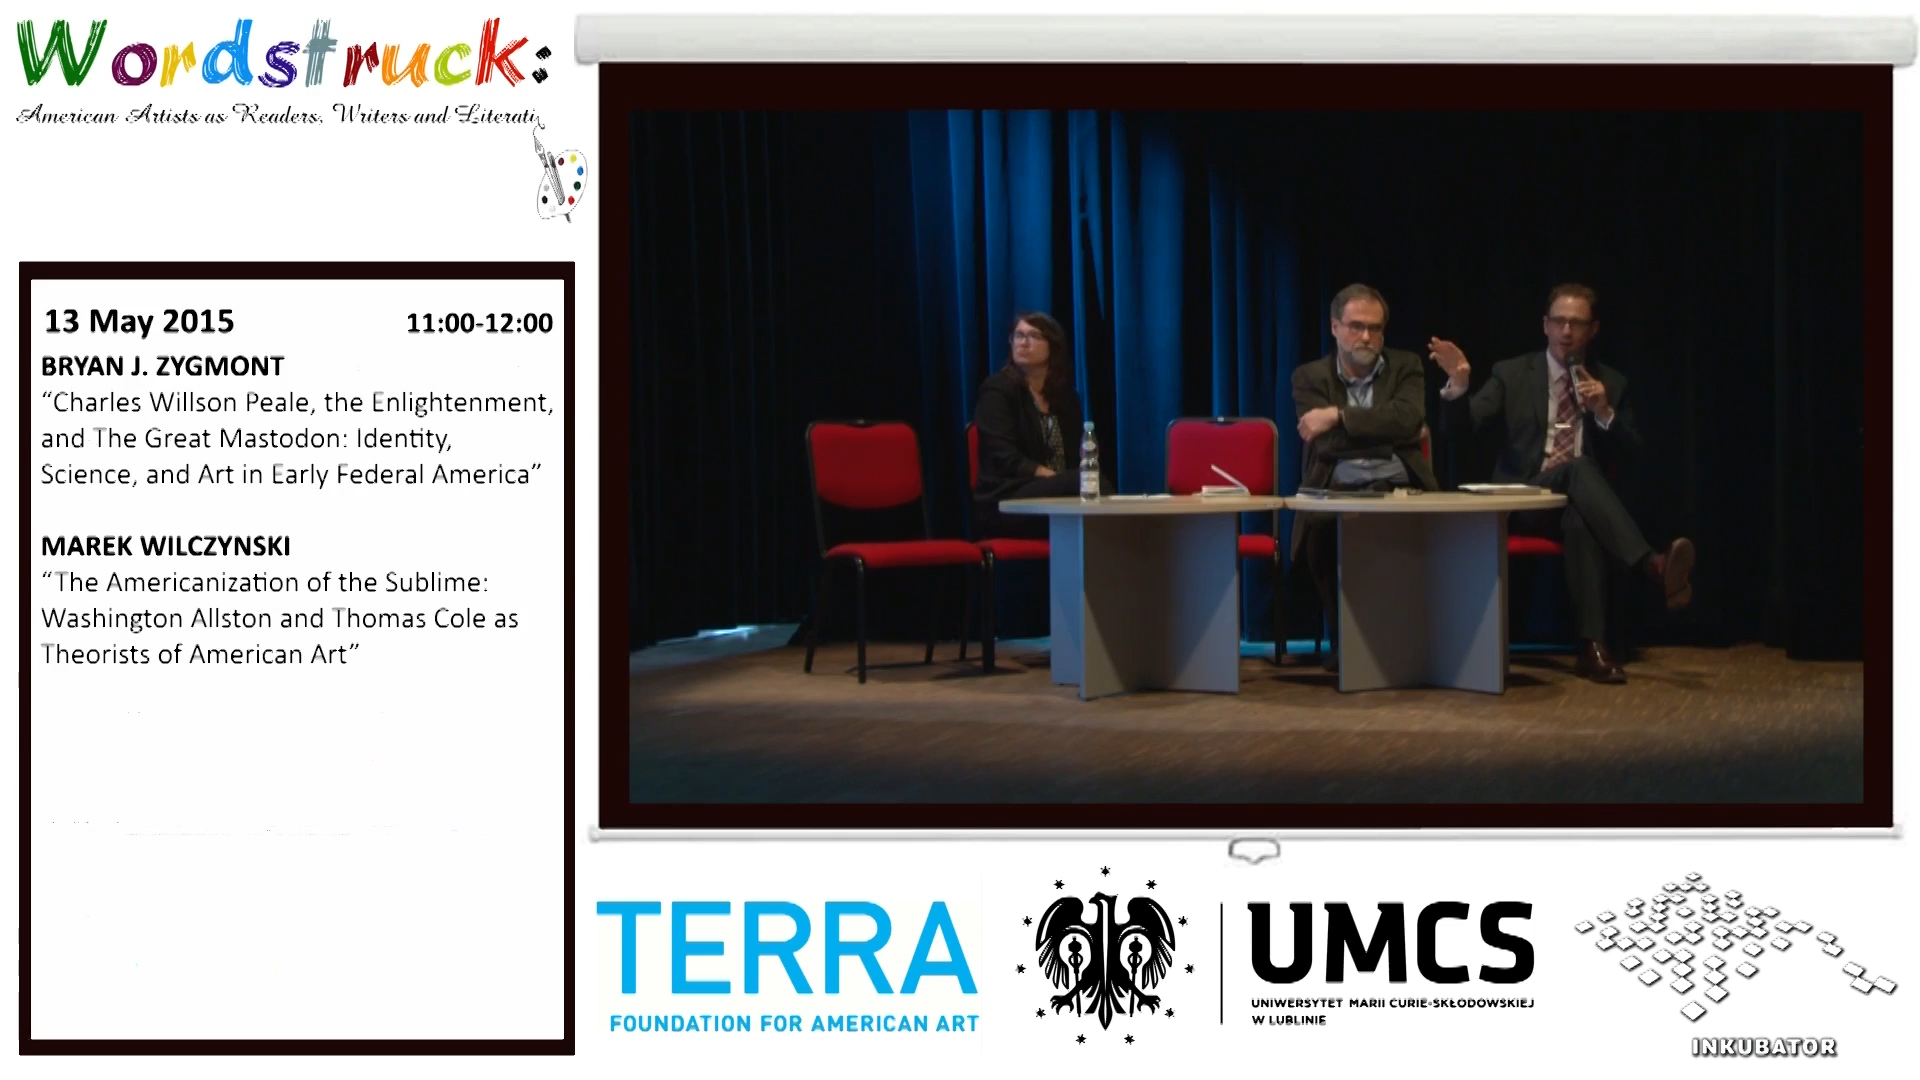 Wordstruck:
American Artists as Readers, Writers and Literati
13 May 2015 11:00-12:00
BRYAN J. ZYGMONT
“Charles Willson Peale, the Enlightenment,
and The Great Mastodon: Identity,
Science, and Art in Early Federal America”
MAREK WILCZYNSKI
“The Americanization of the Sublime:
Washington Allston and Thomas Cole as
Theorists of American Art”
TERRA
FOUNDATION FOR AMERICAN ART
UMCS
UNIWERSYTET MARII CURIE-SKŁODOWSKIEJ
W LUBLINIE
INKUBATOR